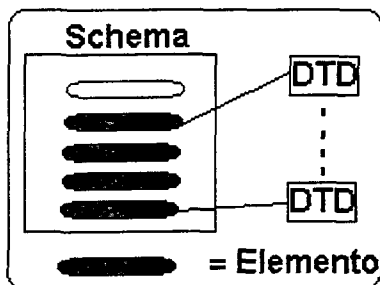 Schema
DTD
DTD
= Elemento